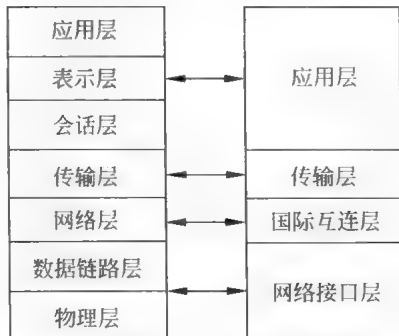 应用层
表示层
会话层
传输层
网络层
数据链路层
物理层
应用层
传输层
国际互连层
网络接口层